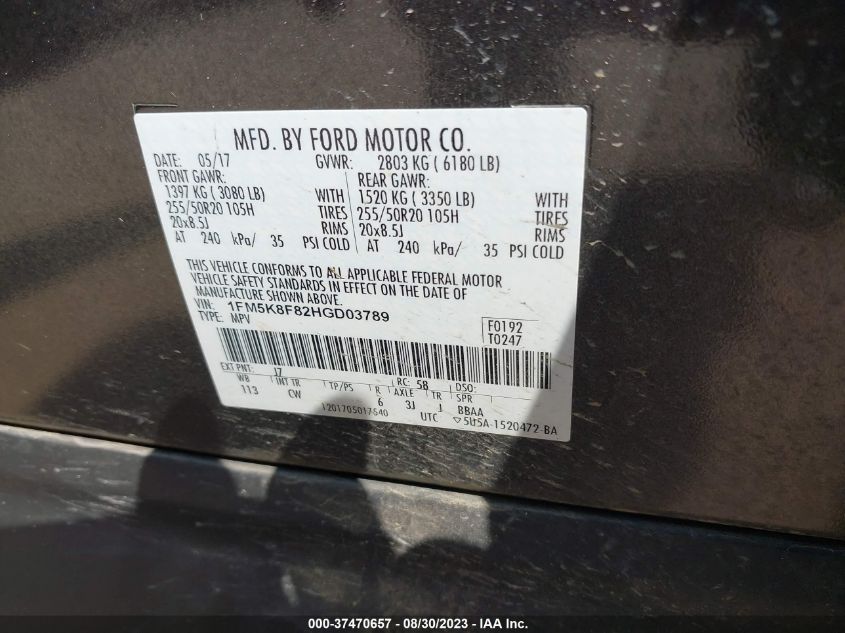 MFD. BY FORD MOTOR CO.
DATE: 05/17 GVWR: 2803 KG ( 6180 LB)
FRONT GAWR: REAR GAWR:
1397 KG ( 3080 LB) WITH 1520 KG ( 3350 LB) WITH
255/50R20 105H TIRES 255/50R20 105H TIRES
20x8.5J RIMS 20x8.5J RIMS
AT 240 kPa/ 35 PSI COLD AT 240 kPa/ 35 PSI COLD
THIS VEHICLE CONFORMS TO ALL APPLICABLE FEDERAL MOTOR
VEHICLE SAFETY STANDARDS IN EFFECT ON THE DATE OF
MANUFACTURE SHOWN ABOVE.
VIN: 1FM5K8F82HGD03789
TYPE: MPV
F0192
T0247
EXT PNT: J7 RC: 58 DSO:
WB INT TR TP/PS R AXLE TR SPR
113 CW 6 3J J BBAA
1201705017540 UTC ▽5U5A-1520472-BA
000-37470657 - 08/30/2023 - © IAA Inc.